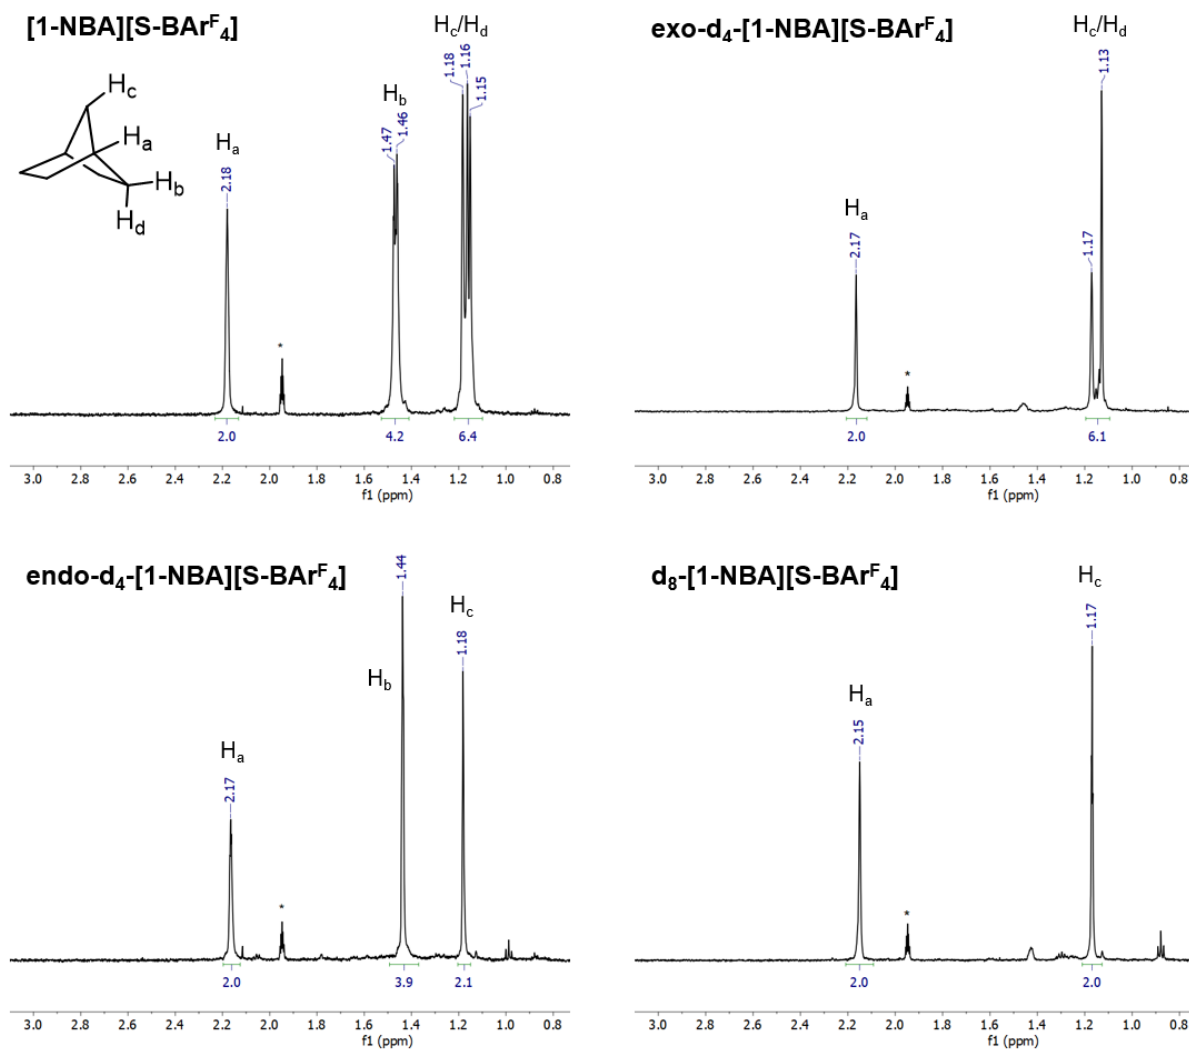 [1-NBA][S-BArF4]
Hc
Ha
Hb
Hd
Ha
2.18
*
Hb
1.47
1.46
Hc/Hd
1.18
1.16
1.15
2.0
4.2
6.4
3.0 2.8 2.6 2.4 2.2 2.0 1.8 1.6 1.4 1.2 1.0 0.8
f1 (ppm)
exo-d4-[1-NBA][S-BArF4]
Ha
2.17
*
Hc/Hd
1.17
1.13
2.0
6.1
3.0 2.8 2.6 2.4 2.2 2.0 1.8 1.6 1.4 1.2 1.0 0.8
f1 (ppm)
endo-d4-[1-NBA][S-BArF4]
Ha
2.17
*
Hb
1.44
Hc
1.18
2.0
3.9
2.1
3.0 2.8 2.6 2.4 2.2 2.0 1.8 1.6 1.4 1.2 1.0 0.8
f1 (ppm)
d8-[1-NBA][S-BArF4]
Ha
2.15
*
Hc
1.17
2.0
2.0
3.0 2.8 2.6 2.4 2.2 2.0 1.8 1.6 1.4 1.2 1.0 0.8
f1 (ppm)